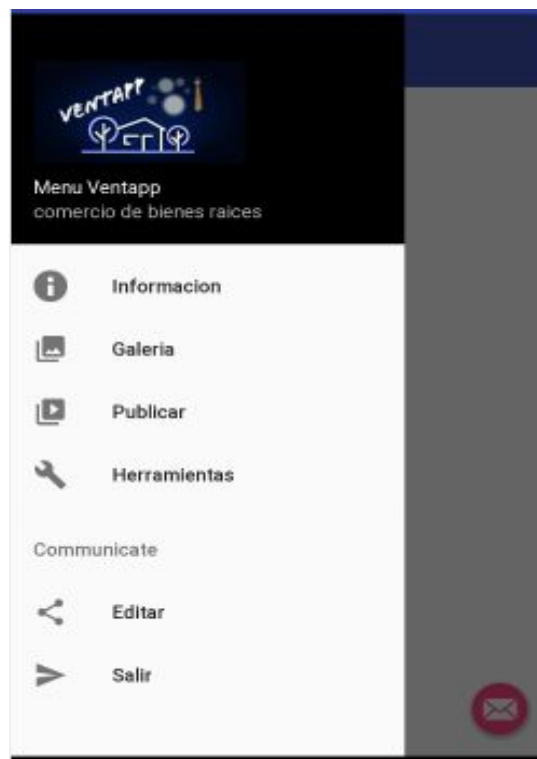 VENTAPP
Menu Ventapp
comercio de bienes raices
Informacion
Galeria
Publicar
Herramientas
Communicate
Editar
Salir